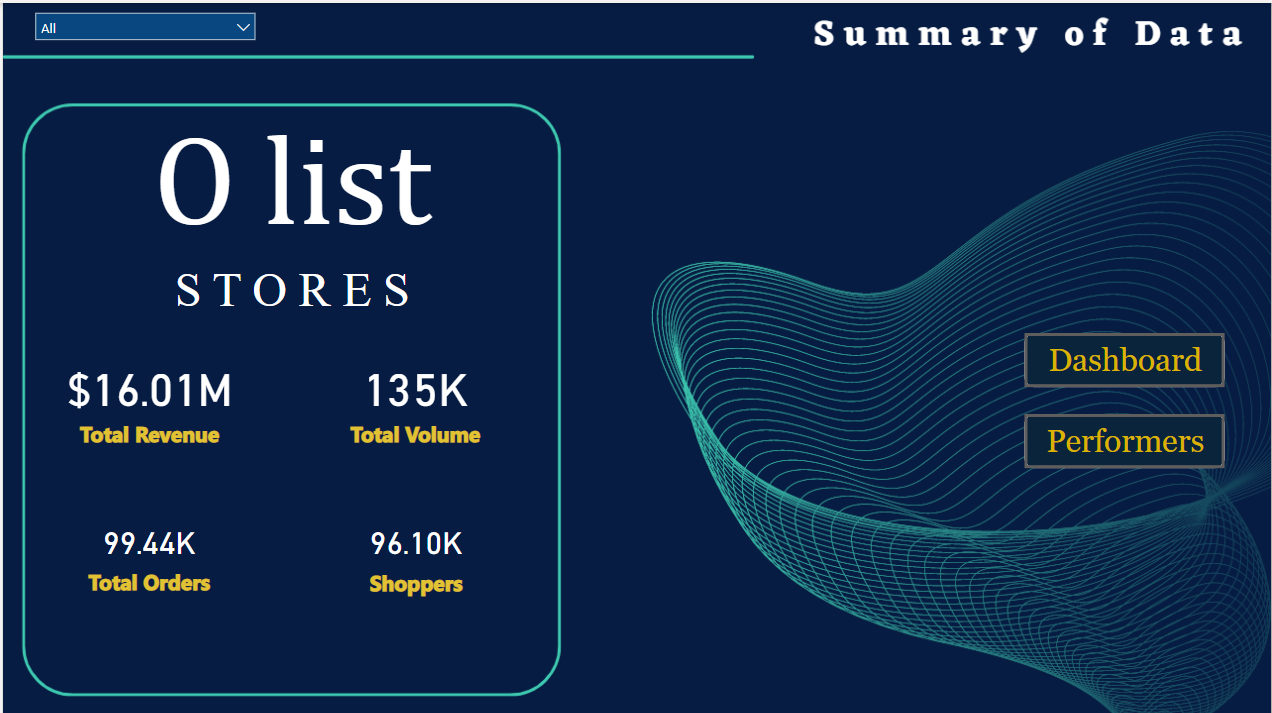 All
Summary of Data
O list
STORES
$16.01M
Total Revenue
135K
Total Volume
99.44K
Total Orders
96.10K
Shoppers
Dashboard
Performers